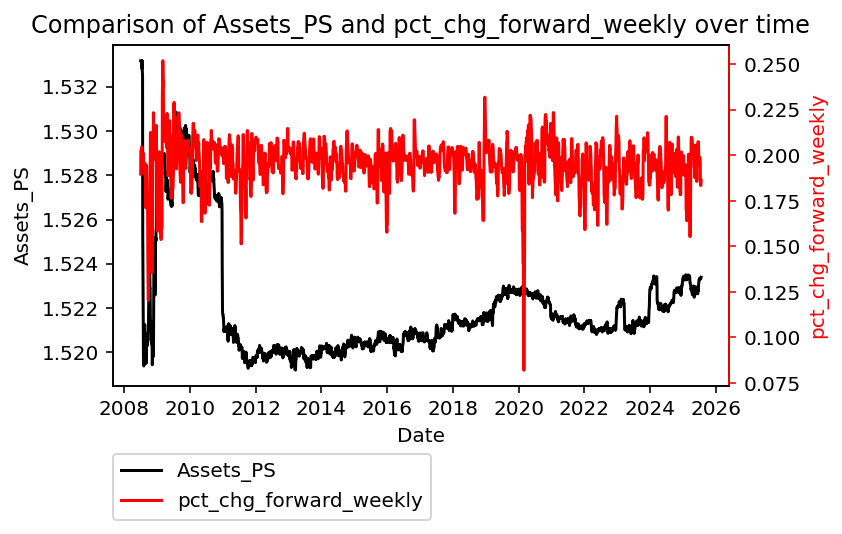 Comparison of Assets_PS and pct_chg_forward_weekly over time
1.532
1.530
1.528
1.526
1.524
1.522
1.520
Assets_PS
0.250
0.225
0.200
0.175
0.150
0.125
0.100
0.075
pct_chg_forward_weekly
2008 2010 2012 2014 2016 2018 2020 2022 2024 2026
Date
Assets_PS
pct_chg_forward_weekly